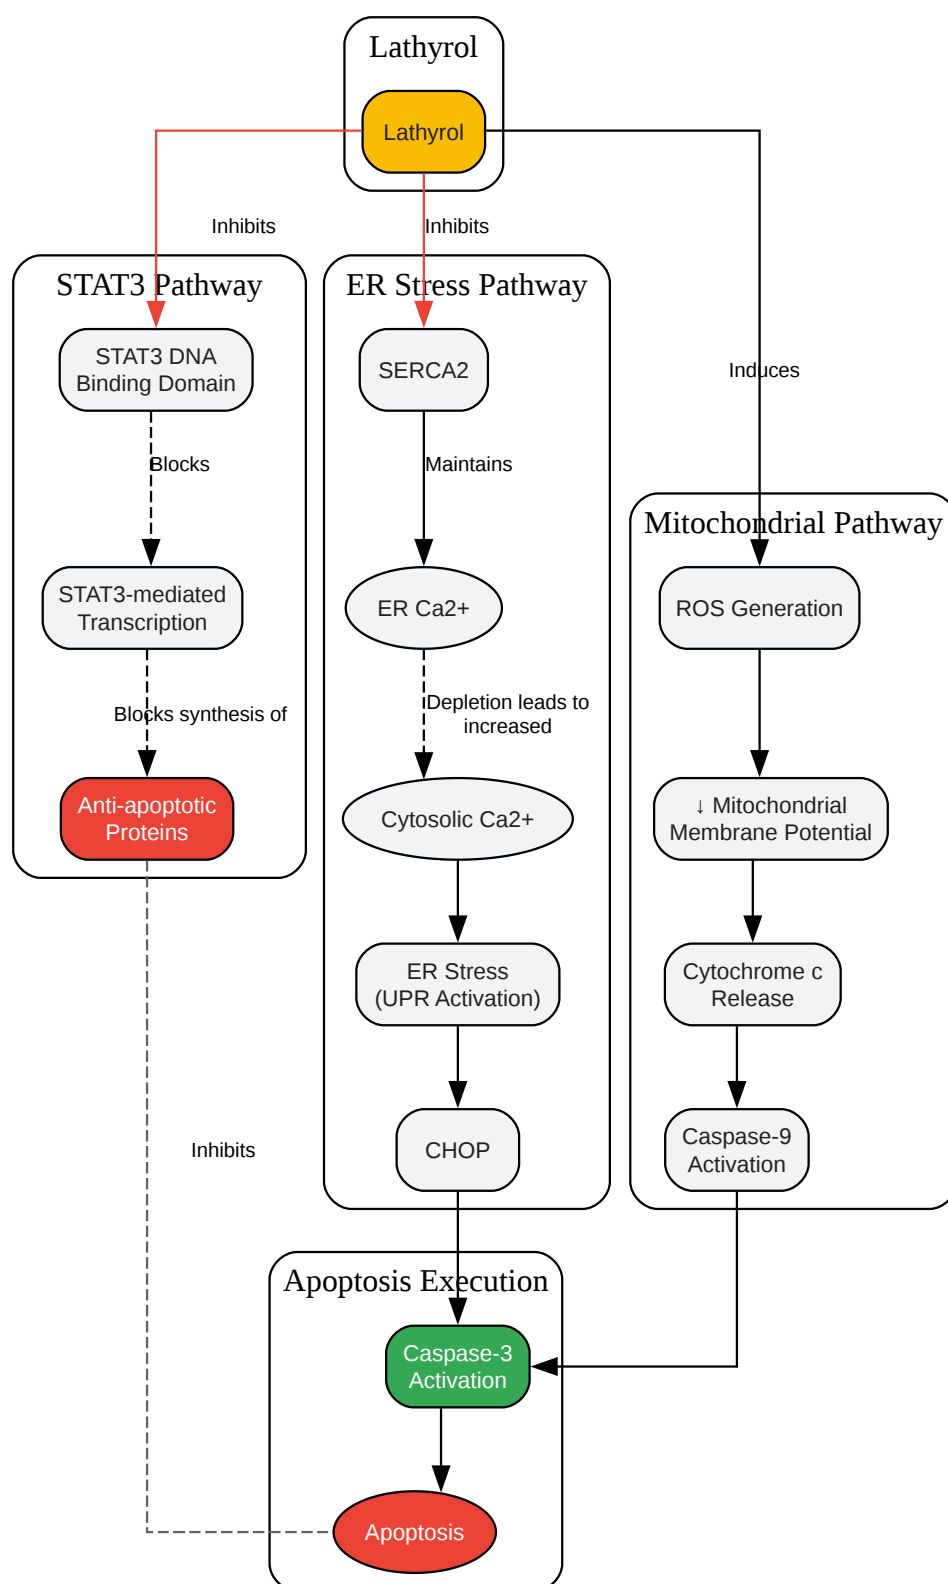 Lathyrol
Lathyrol
Inhibits
Inhibits
STAT3 Pathway
ER Stress Pathway
STAT3 DNA
Binding Domain
SERCA2
Induces
Blocks
Maintains
Mitochondrial Pathway
STAT3-mediated
Transcription
ER Ca2+
ROS Generation
Blocks synthesis of
Depletion leads to
increased
Anti-apoptotic
Proteins
Cytosolic Ca2+
↓ Mitochondrial
Membrane Potential
ER Stress
(UPR Activation)
Cytochrome c
Release
Inhibits
CHOP
Caspase-9
Activation
Apoptosis Execution
Caspase-3
Activation
Apoptosis